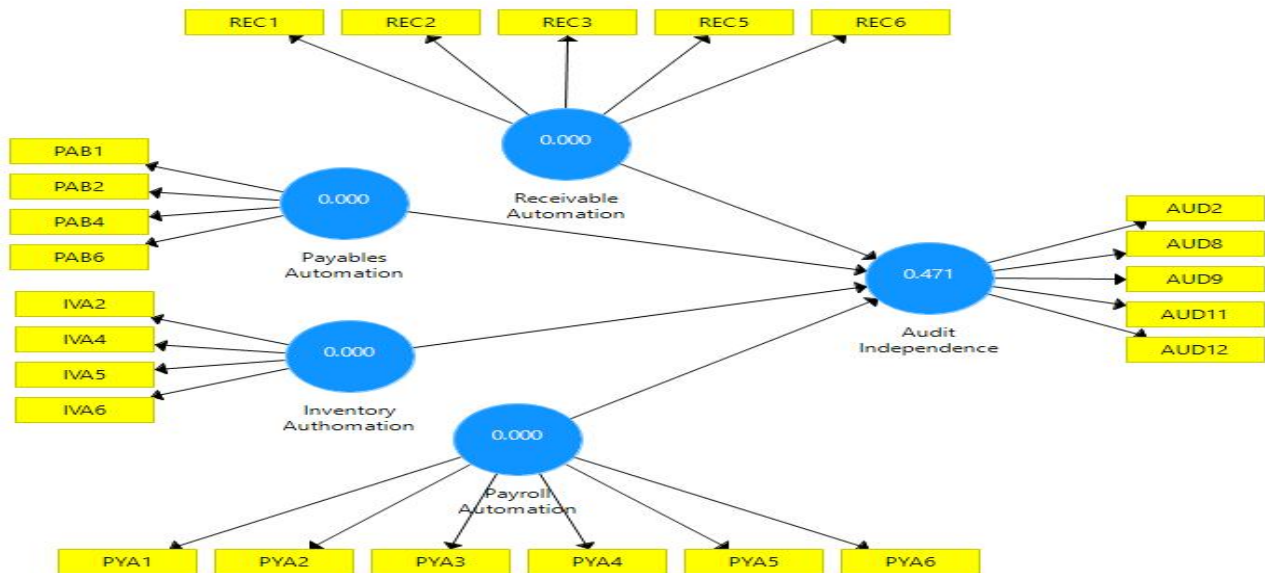 REC1
REC2
REC3
REC5
REC6
0.000
Receivable
Automation
PAB1
PAB2
PAB4
PAB6
0.000
Payables
Automation
AUD2
AUD8
AUD9
AUD11
AUD12
0.471
Audit
Independence
IVA2
IVA4
IVA5
IVA6
0.000
Inventory
Authomation
0.000
Payroll
Automation
PYA1
PYA2
PYA3
PYA4
PYA5
PYA6